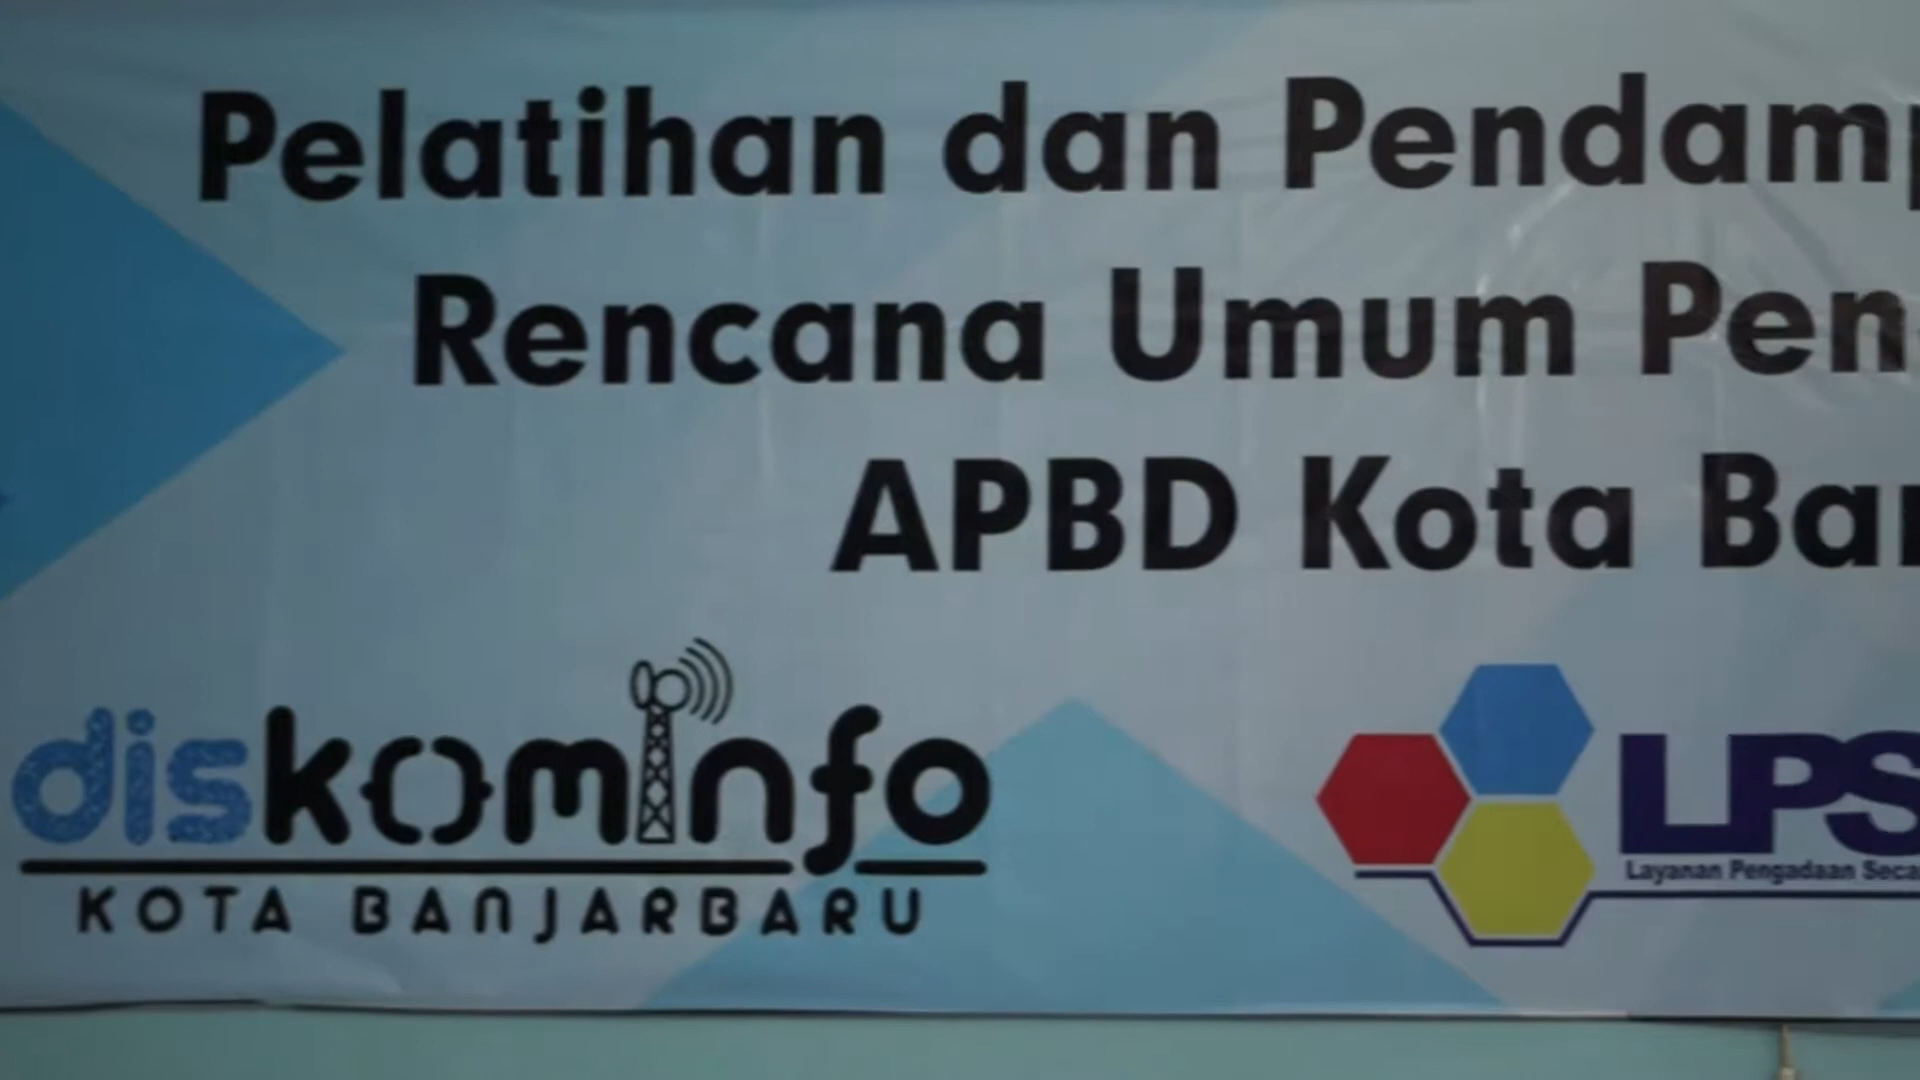 Pelatihan dan Pendamp
Rencana Umum Pen
APBD Kota Ba
diskominfo
KOTA BANJARBARU
LPS
Layanan Pengadaan Seca